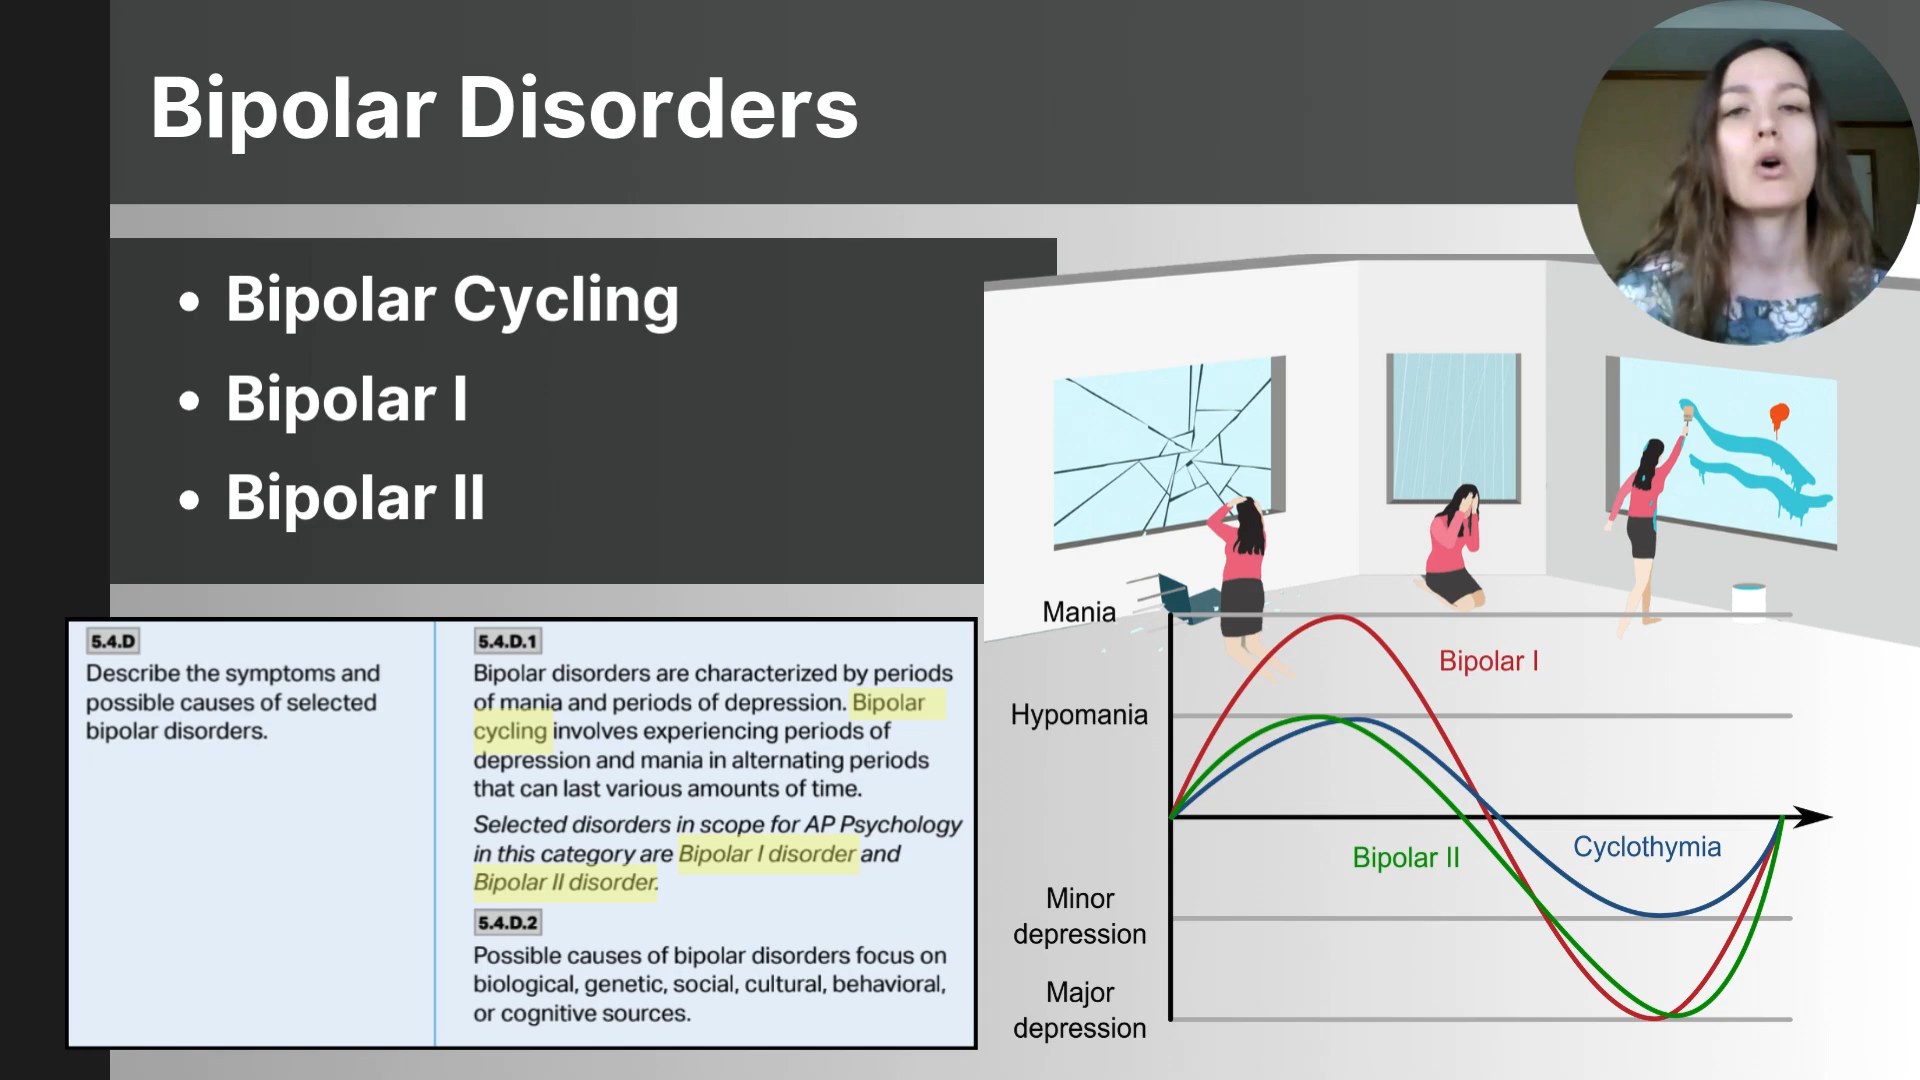 Bipolar Disorders
• Bipolar Cycling
• Bipolar I
• Bipolar II
5.4.D
Describe the symptoms and
possible causes of selected
bipolar disorders.
5.4.D.1
Bipolar disorders are characterized by periods
of mania and periods of depression. Bipolar
cycling involves experiencing periods of
depression and mania in alternating periods
that can last various amounts of time.
Selected disorders in scope for AP Psychology
in this category are Bipolar I disorder and
Bipolar II disorder.
5.4.D.2
Possible causes of bipolar disorders focus on
biological, genetic, social, cultural, behavioral,
or cognitive sources.
Mania
Bipolar I
Hypomania
Cyclothymia
Bipolar II
Minor
depression
Major
depression